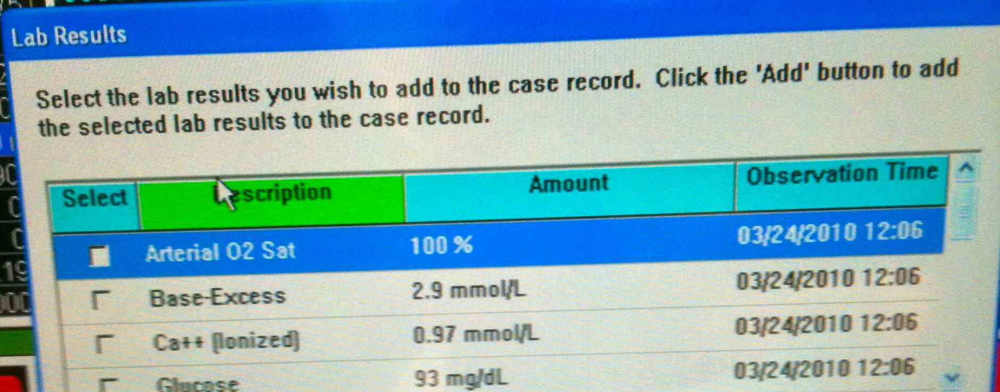 Lab Results
Select the lab results you wish to add to the case record. Click the 'Add' button to add
the selected lab results to the case record.
Select Description Amount Observation Time
Arterial O2 Sat 100 % 03/24/2010 12:06
Base-Excess 2.9 mmol/L 03/24/2010 12:06
Ca++ (Ionized) 0.97 mmol/L 03/24/2010 12:06
Glucose 93 mg/dL 03/24/2010 12:06